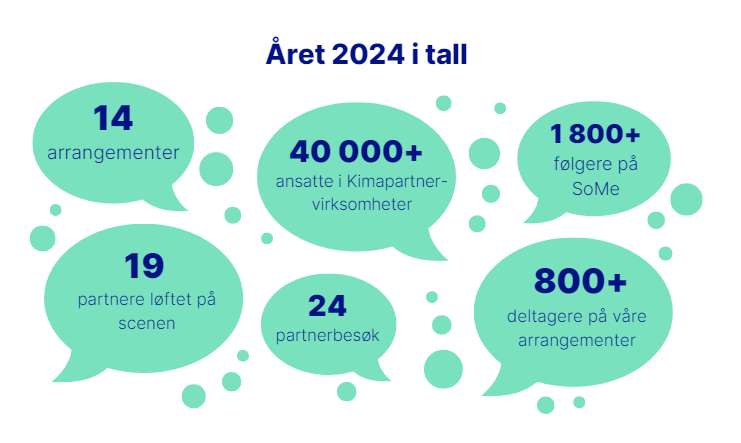 Året 2024 i tall
14
arrangementer
40 000+
ansatte i Kimapartner-
virksomheter
1 800+
følgere på
SoMe
19
partnere løftet på
scenen
24
partnerbesøk
800+
deltagere på våre
arrangementer